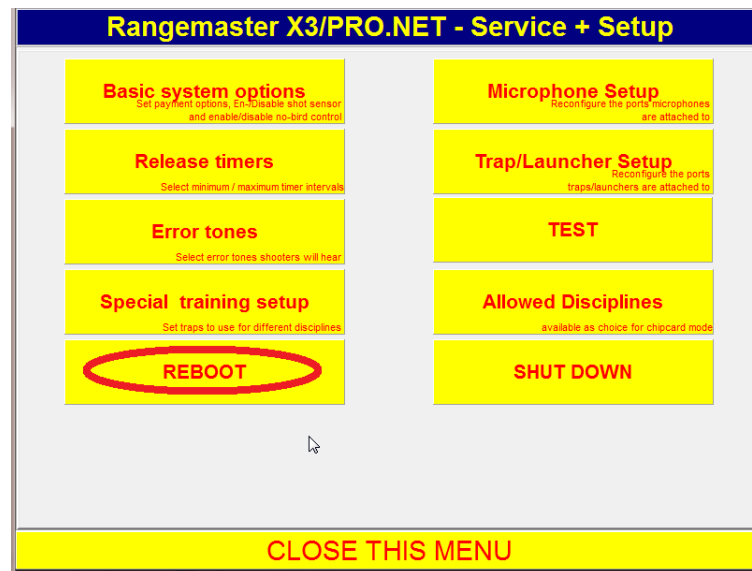 Rangemaster X3/PRO.NET - Service + Setup
Basic system options
Set payment options, En-/Disable shot sensor
and enable/disable no-bird control
Microphone Setup
Reconfigure the ports microphones
are attached to
Release timers
Select minimum / maximum timer intervals
Trap/Launcher Setup
Reconfigure the ports
traps/launchers are attached to
Error tones
Select error tones shooters will hear
TEST
Special  training setup
Set traps to use for different disciplines
Allowed Disciplines
available as choice for chipcard mode
REBOOT
SHUT DOWN
CLOSE THIS MENU